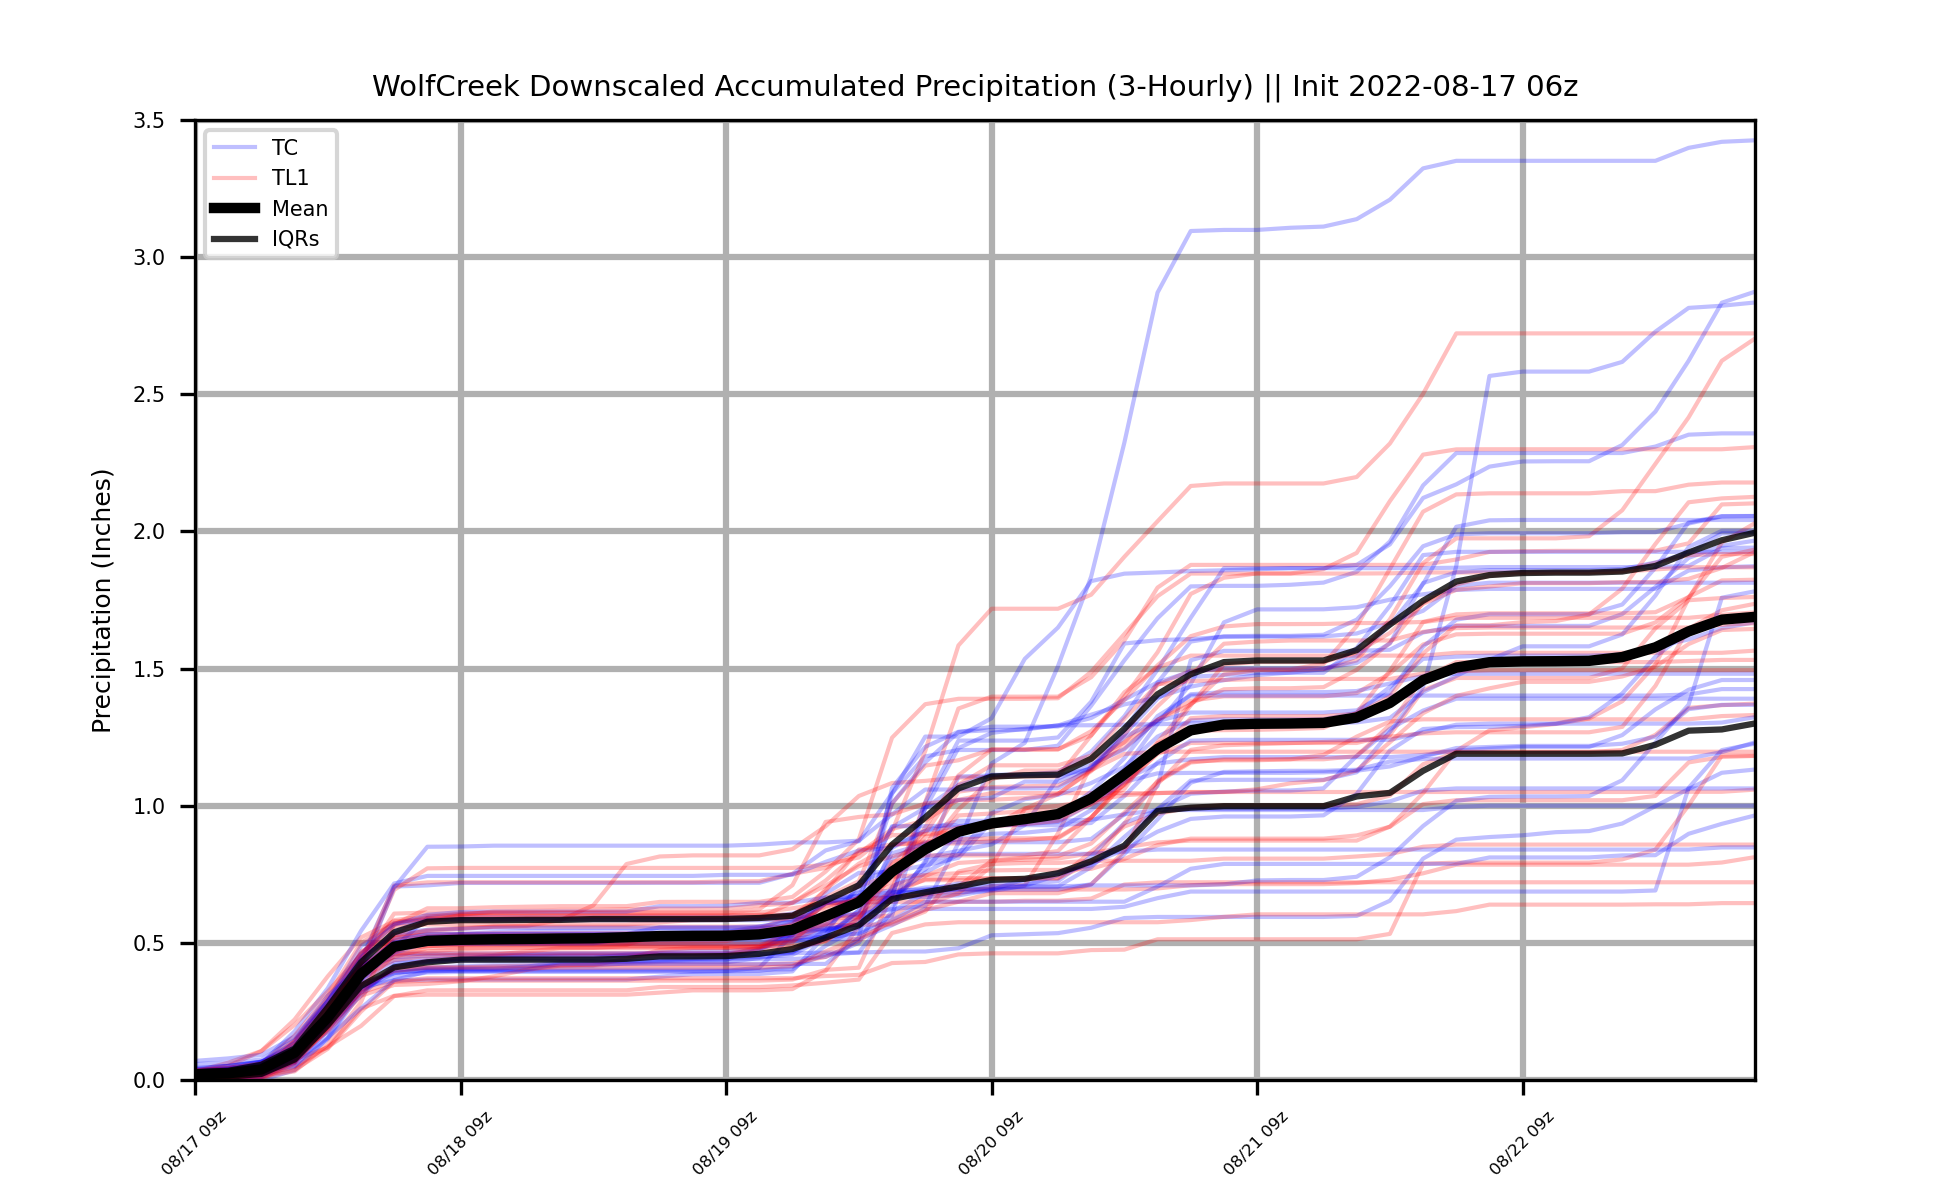 WolfCreek Downscaled Accumulated Precipitation (3-Hourly) || Init 2022-08-17 06z
TC
TL1
Mean
IQRs
Precipitation (Inches)
3.5
3.0
2.5
2.0
1.5
1.0
0.5
0.0
08/17 09z
08/18 09z
08/19 09z
08/20 09z
08/21 09z
08/22 09z